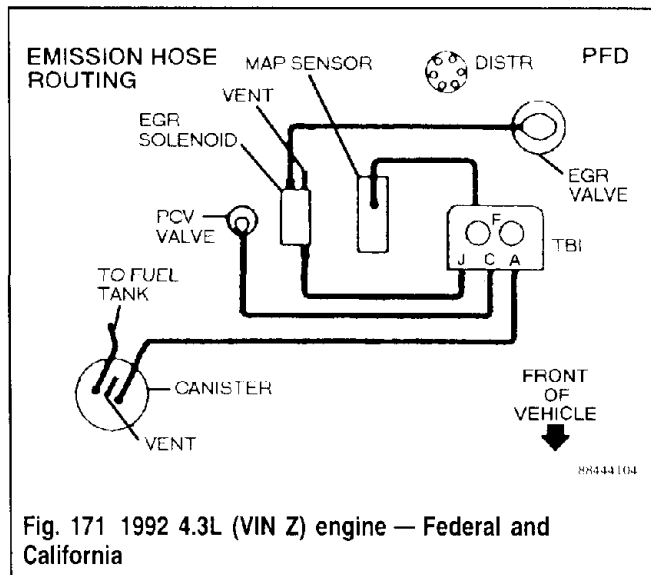 EMISSION HOSE
ROUTING
MAP SENSOR
DISTR
PFD
VENT
EGR
SOLENOID
EGR
VALVE
PCV
VALVE
F
TBI
J C A
TO FUEL
TANK
CANISTER
VENT
FRONT
OF
VEHICLE
88444104
Fig. 171 1992 4.3L (VIN Z) engine — Federal and
California